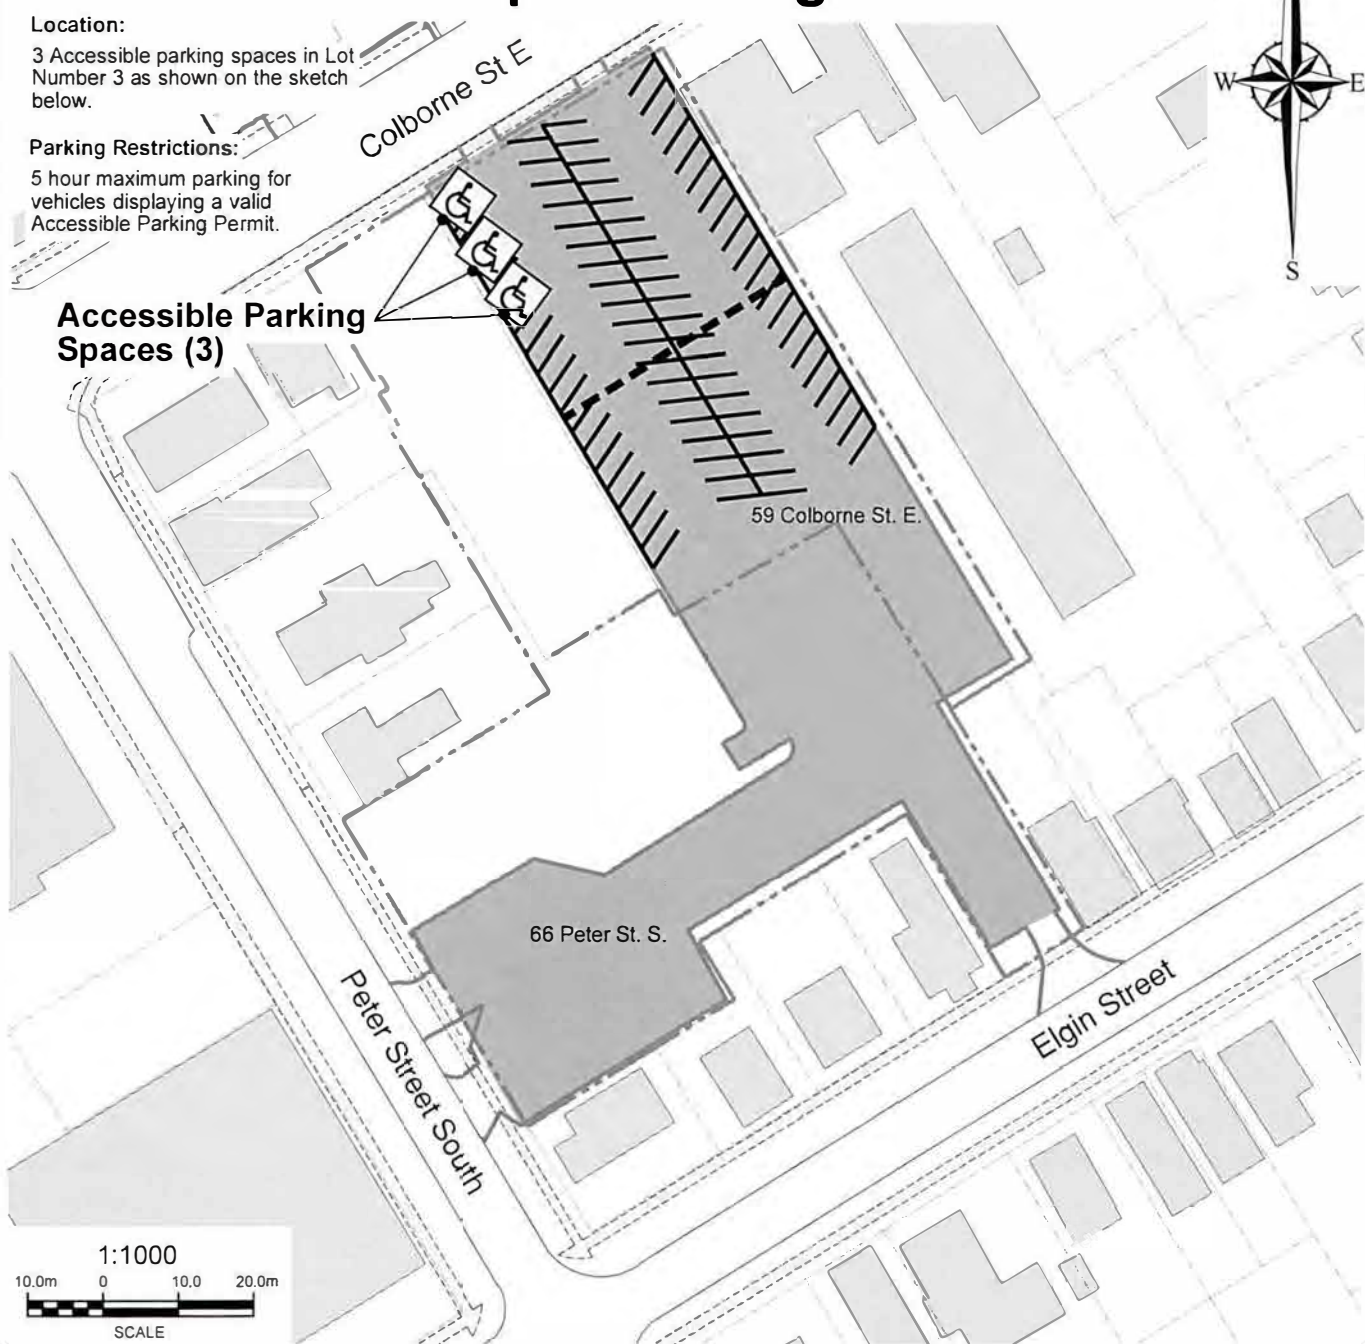 Location:
3 Accessible parking spaces in Lot
Number 3 as shown on the sketch
below.
Parking Restrictions:
5 hour maximum parking for
vehicles displaying a valid
Accessible Parking Permit.
Colborne St E
W
E
S
Accessible Parking
Spaces (3)
59 Colborne St. E.
66 Peter St. S.
Peter Street South
Elgin Street
1:1000
10.0m 0 10.0 20.0m
SCALE